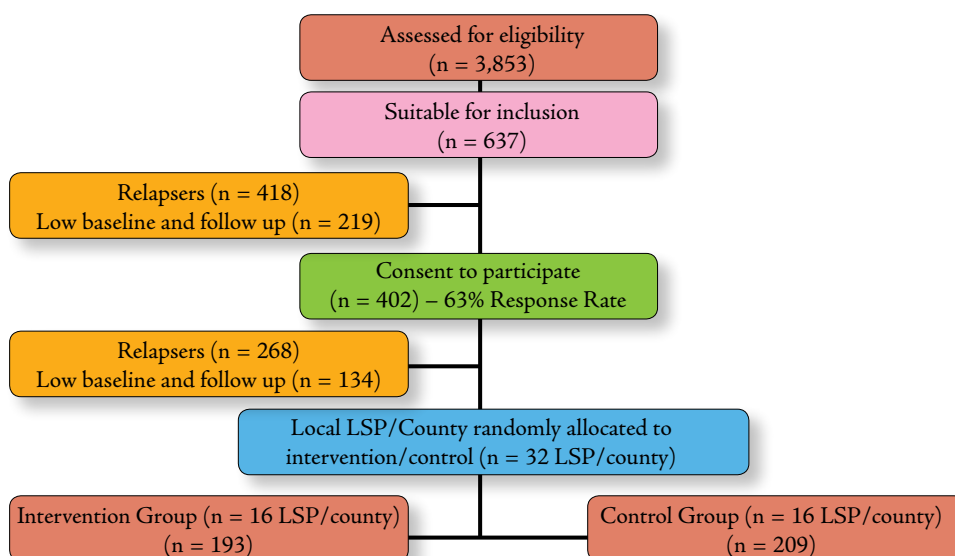 Assessed for eligibility
(n = 3,853)
Suitable for inclusion
(n = 637)
Relapsers (n = 418)
Low baseline and follow up (n = 219)
Consent to participate
(n = 402) – 63% Response Rate
Relapsers (n = 268)
Low baseline and follow up (n = 134)
Local LSP/County randomly allocated to
intervention/control (n = 32 LSP/county)
Intervention Group (n = 16 LSP/county)
(n = 193)
Control Group (n = 16 LSP/county)
(n = 209)